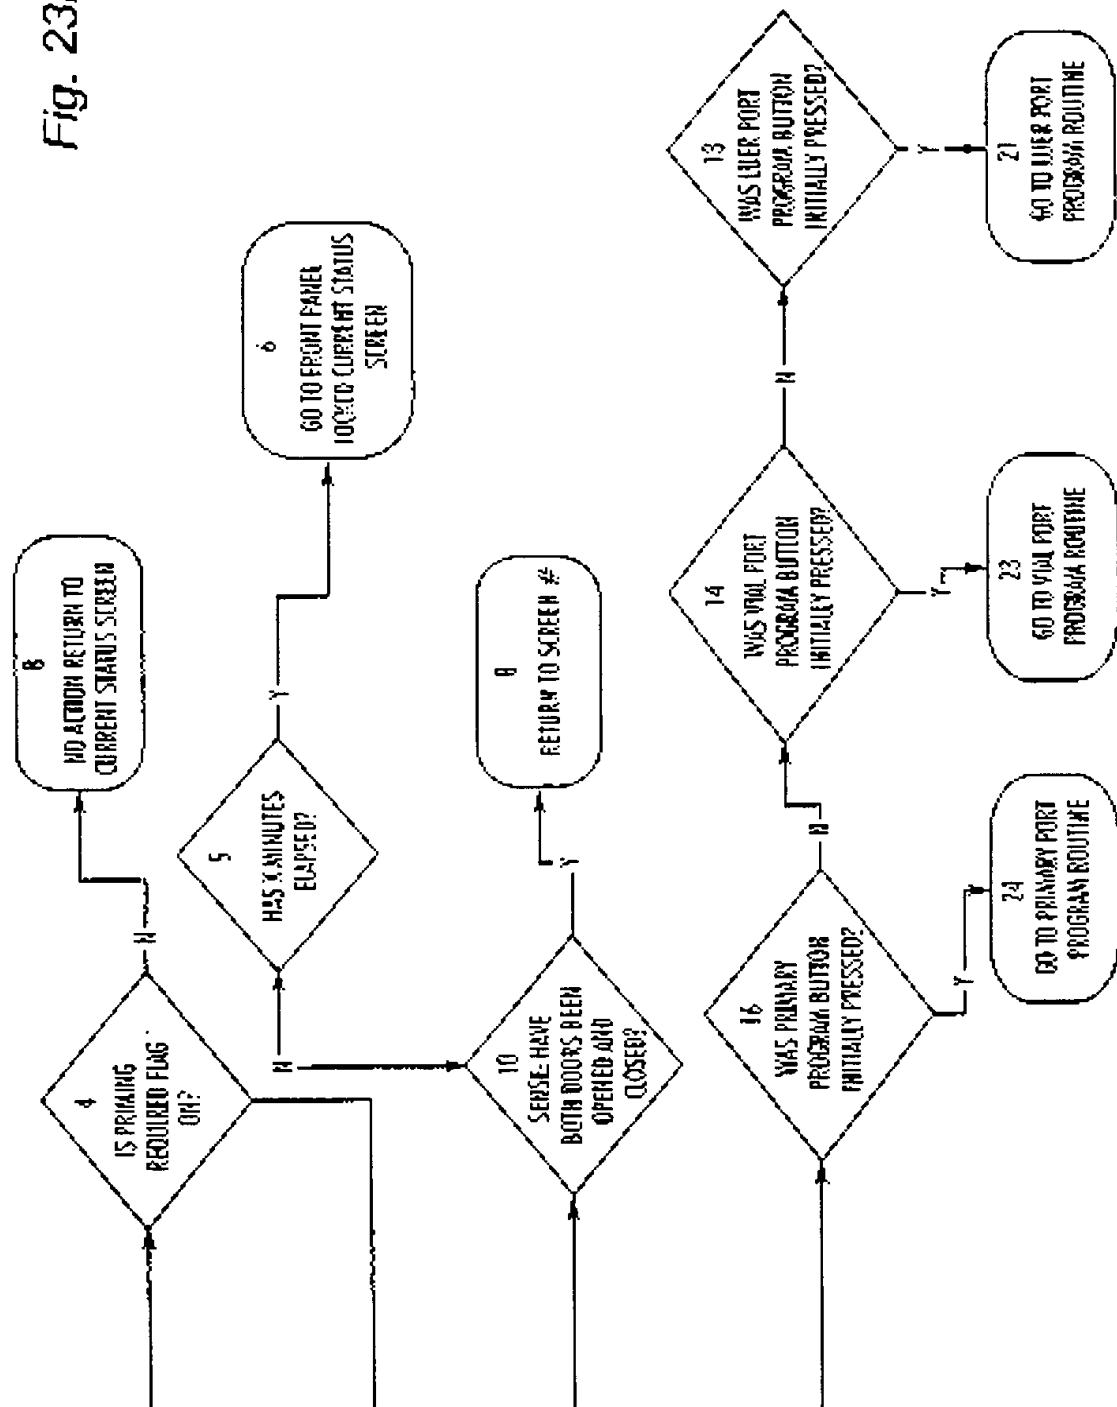 Fig. 23
8
NO ACTION RETURN TO
CURRENT STATUS SCREEN
4
IS PRIMING
REQUIRED FLAG
ON?
N
5
HAS X MINUTES
ELAPSED?
Y
N
6
GO TO FRONT PANEL
LOCKED CURRENT STATUS
SCREEN
10
SENSE: HAVE
BOTH DOORS BEEN
OPENED AND
CLOSED?
Y
RETURN TO SCREEN #
16
WAS PRIMARY
PROGRAM BUTTON
INITIALLY PRESSED?
N
Y
24
GO TO PRIMARY PORT
PROGRAM ROUTINE
14
WAS VIAL PORT
PROGRAM BUTTON
INITIALLY PRESSED?
N
Y
23
GO TO VIAL PORT
PROGRAM ROUTINE
13
WAS LUER PORT
PROGRAM BUTTON
INITIALLY PRESSED?
Y
21
GO TO LUER PORT
PROGRAM ROUTINE